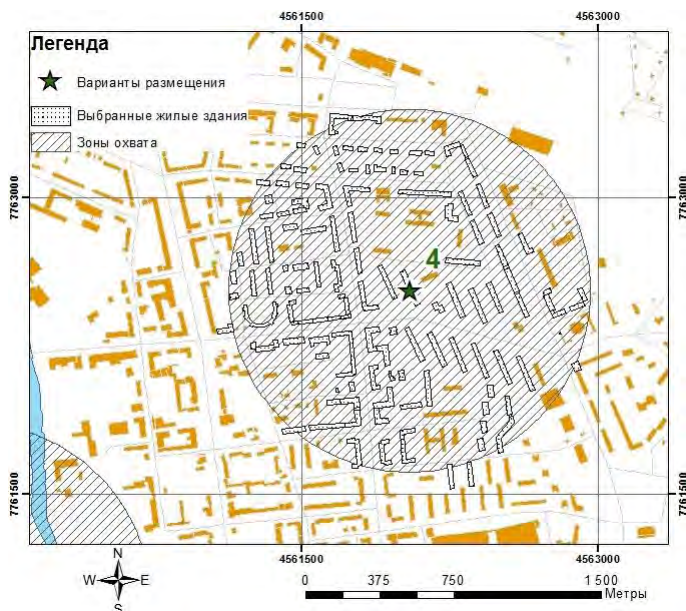 4561500 4563000
Легенда
Варианты размещения
Выбранные жилые здания
Зоны охвата
7763000 7763000
4
7761500 7761500
4561500 4563000
N
W E
S
0 375 750 1 500
Метры